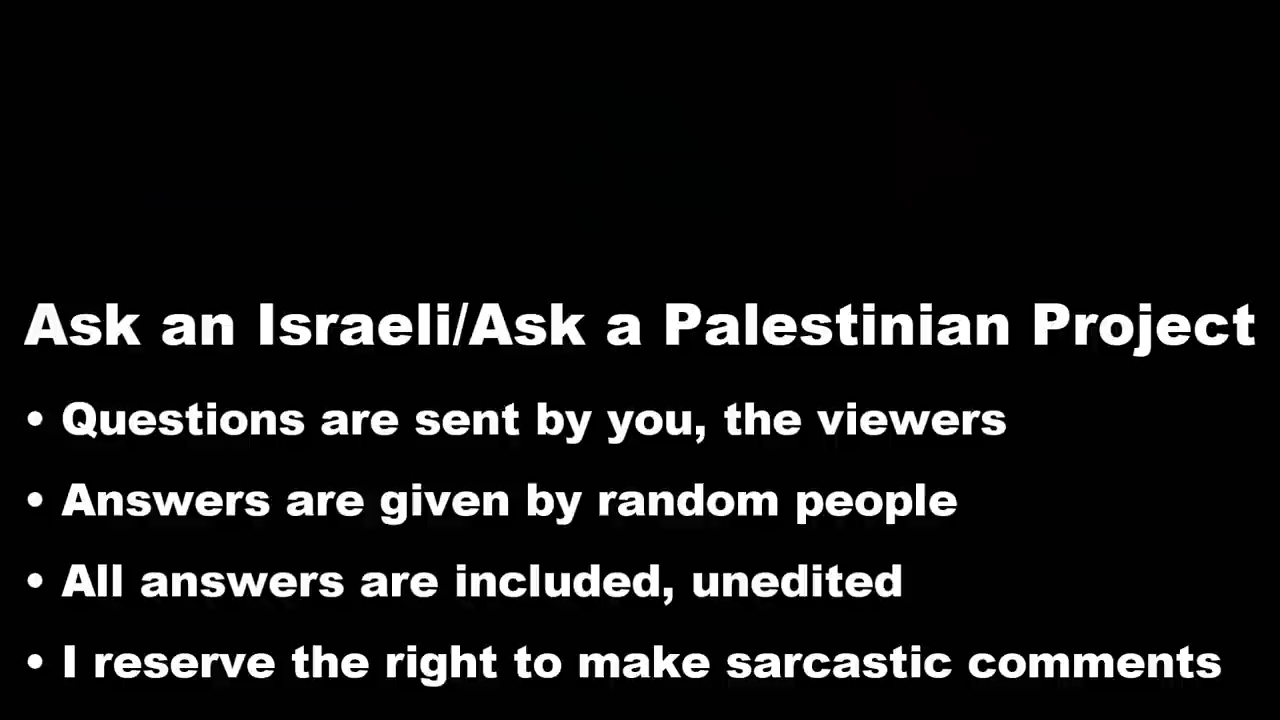 Ask an Israeli/Ask a Palestinian Project
• Questions are sent by you, the viewers
• Answers are given by random people
• All answers are included, unedited
• I reserve the right to make sarcastic comments